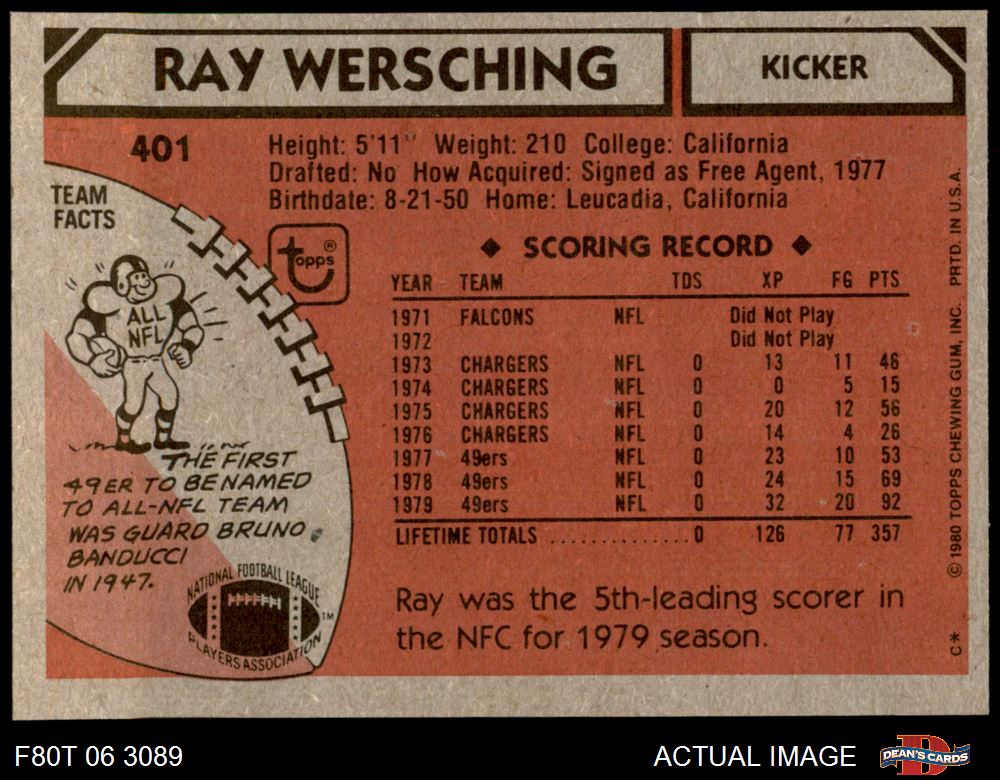 RAY WERSCHING
KICKER
401
Height: 5'11" Weight: 210 College: California
Drafted: No How Acquired: Signed as Free Agent, 1977
Birthdate: 8-21-50 Home: Leucadia, California
TEAM
FACTS
ALL
NFL
THE FIRST
49ER TO BE NAMED
TO ALL-NFL TEAM
WAS GUARD BRUNO
BANDUCCI
IN 1947.
NATIONAL FOOTBALL LEAGUE
PLAYERS ASSOCIATION
TM
topps ®
◆ SCORING RECORD ◆
YEAR TEAM TDS XP FG PTS
1971 FALCONS NFL Did Not Play
1972 Did Not Play
1973 CHARGERS NFL 0 13 11 46
1974 CHARGERS NFL 0 0 5 15
1975 CHARGERS NFL 0 20 12 56
1976 CHARGERS NFL 0 14 4 26
1977 49ers NFL 0 23 10 53
1978 49ers NFL 0 24 15 69
1979 49ers NFL 0 32 20 92
LIFETIME TOTALS .............. 0 126 77 357
Ray was the 5th-leading scorer in
the NFC for 1979 season.
C* © 1980 TOPPS CHEWING GUM, INC. PRTD. IN U.S.A.
F80T 06 3089
ACTUAL IMAGE
D
DEAN'S CARDS